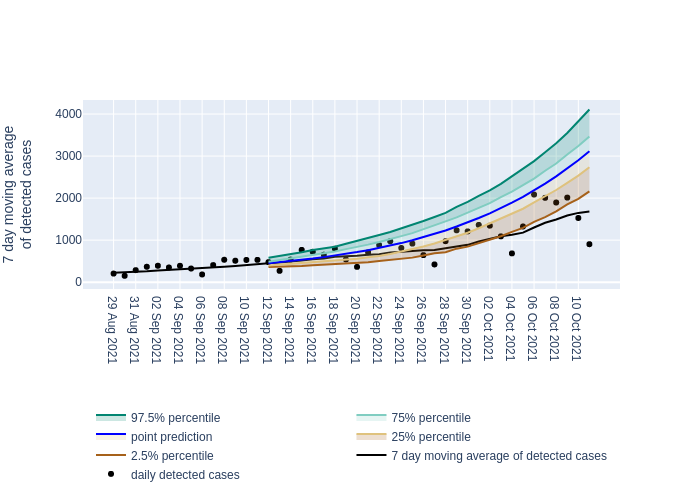 7 day moving average
of detected cases
4000
3000
2000
1000
0
29 Aug 2021
31 Aug 2021
02 Sep 2021
04 Sep 2021
06 Sep 2021
08 Sep 2021
10 Sep 2021
12 Sep 2021
14 Sep 2021
16 Sep 2021
18 Sep 2021
20 Sep 2021
22 Sep 2021
24 Sep 2021
26 Sep 2021
28 Sep 2021
30 Sep 2021
02 Oct 2021
04 Oct 2021
06 Oct 2021
08 Oct 2021
10 Oct 2021
97.5% percentile
75% percentile
point prediction
25% percentile
2.5% percentile
7 day moving average of detected cases
daily detected cases